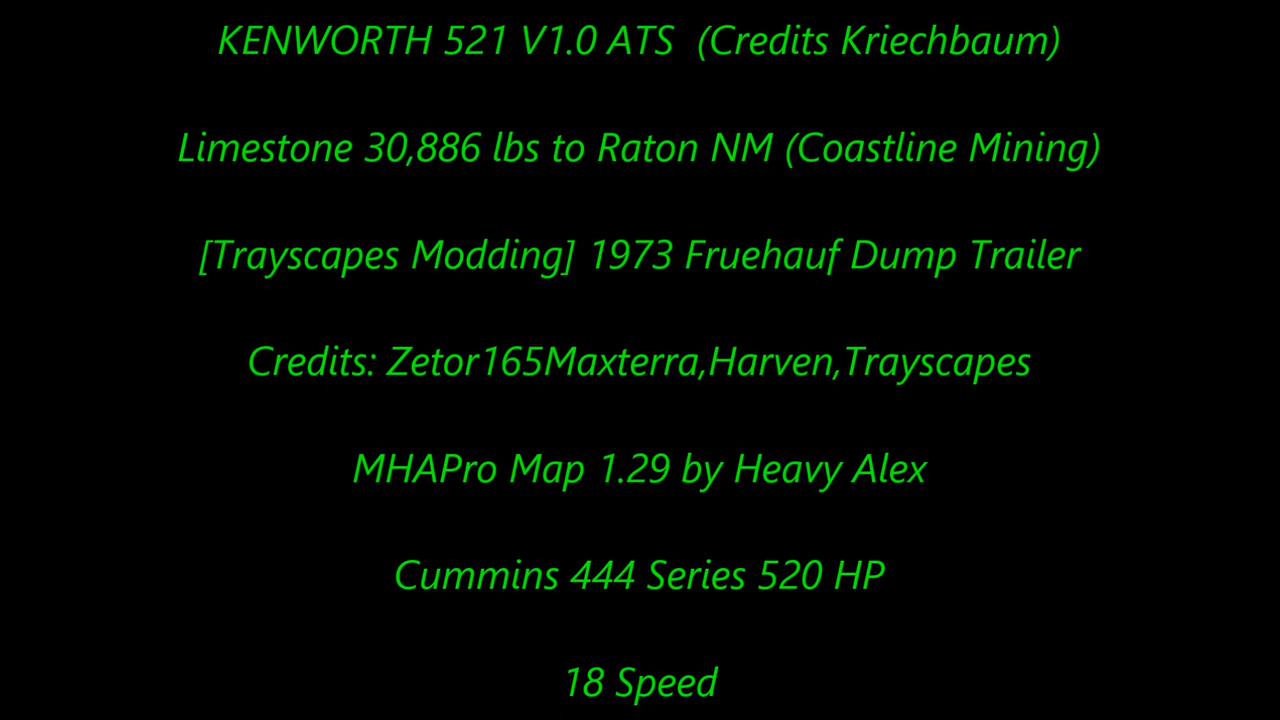 KENWORTH 521 V1.0 ATS  (Credits Kriechbaum)
Limestone 30,886 lbs to Raton NM (Coastline Mining)
[Trayscapes Modding] 1973 Fruehauf Dump Trailer
Credits: Zetor165Maxterra,Harven,Trayscapes
MHAPro Map 1.29 by Heavy Alex
Cummins 444 Series 520 HP
18 Speed